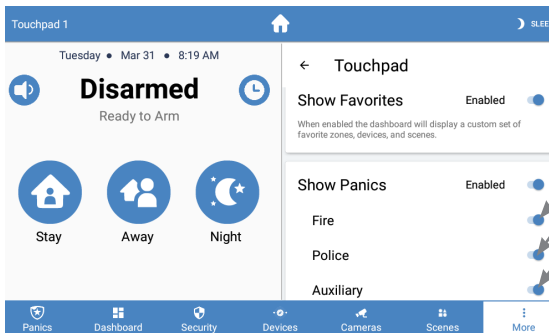 Touchpad 1
SLEE
Tuesday ● Mar 31 ● 8:19 AM
Disarmed
Ready to Arm
Stay
Away
Night
← Touchpad
Show Favorites Enabled
When enabled the dashboard will display a custom set of
favorite zones, devices, and scenes.
Show Panics Enabled
Fire
Police
Auxiliary
Panics
Dashboard
Security
Devices
Cameras
Scenes
More